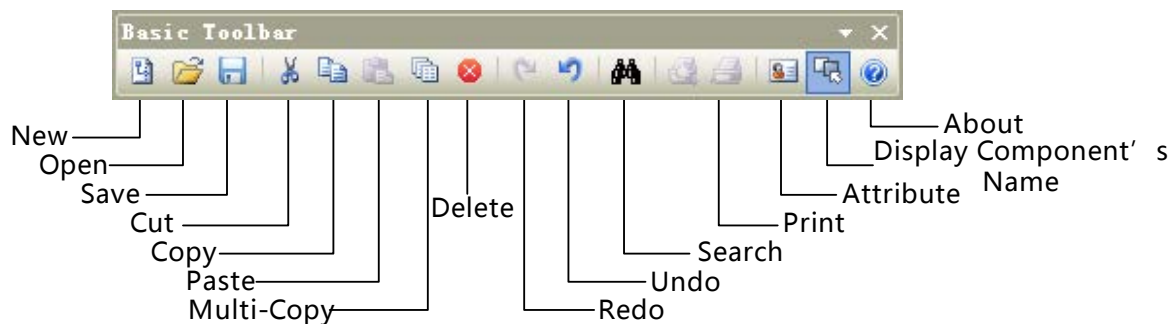 Basic Toolbar
New
Open
Save
Cut
Copy
Paste
Multi-Copy
Delete
Redo
Undo
Search
Print
Attribute
Display Component's
Name
About